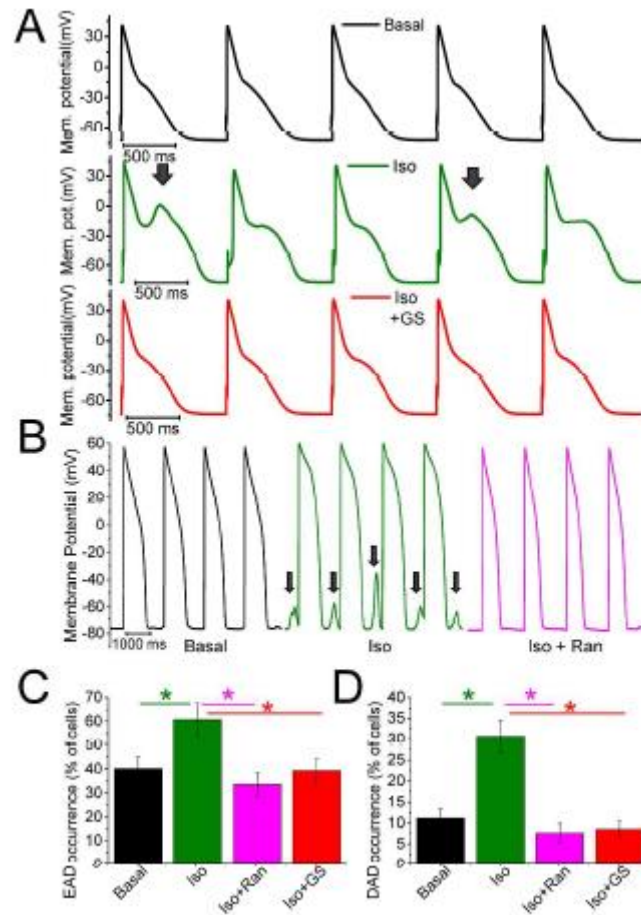 A
Mem. potential(mV)
30
0
-30
-60
Basal
500 ms
Mem. pot.(mV)
30
0
-30
-60
Iso
500 ms
Mem. potential(mV)
30
0
-30
-60
Iso
+GS
500 ms
B
Membrane Potential (mV)
60
40
20
0
-20
-40
-60
-80
1000 ms
Basal
Iso
Iso + Ran
C
EAD occurrence (% of cells)
70
60
50
40
30
20
10
0
* * *
Basal
Iso
Iso+Ran
Iso+GS
D
DAD occurrence (% of cells)
40
35
30
25
20
15
10
5
0
* * *
Basal
Iso
Iso+Ran
Iso+GS